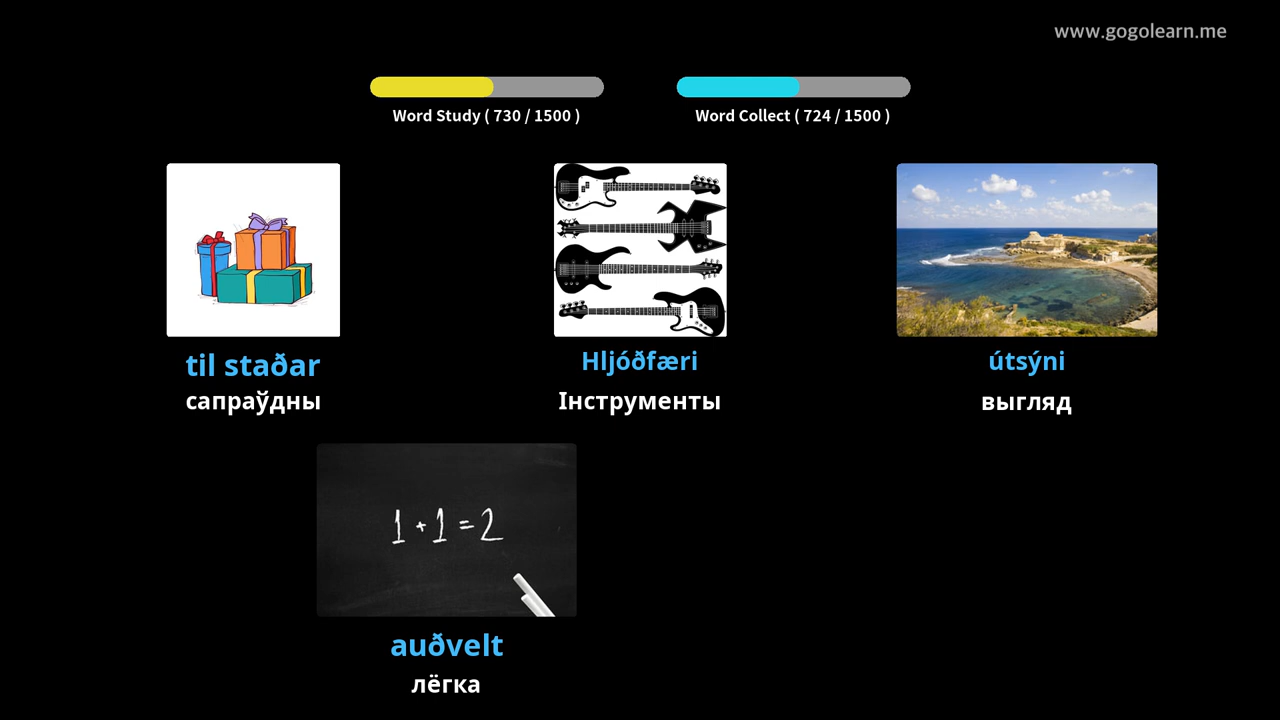 www.gogolearn.me
Word Study ( 730 / 1500 )
Word Collect ( 724 / 1500 )
til staðar
сапраўдны
Hljóðfæri
Інструменты
útsýni
выгляд
1 + 1 = 2
auðvelt
лёгка